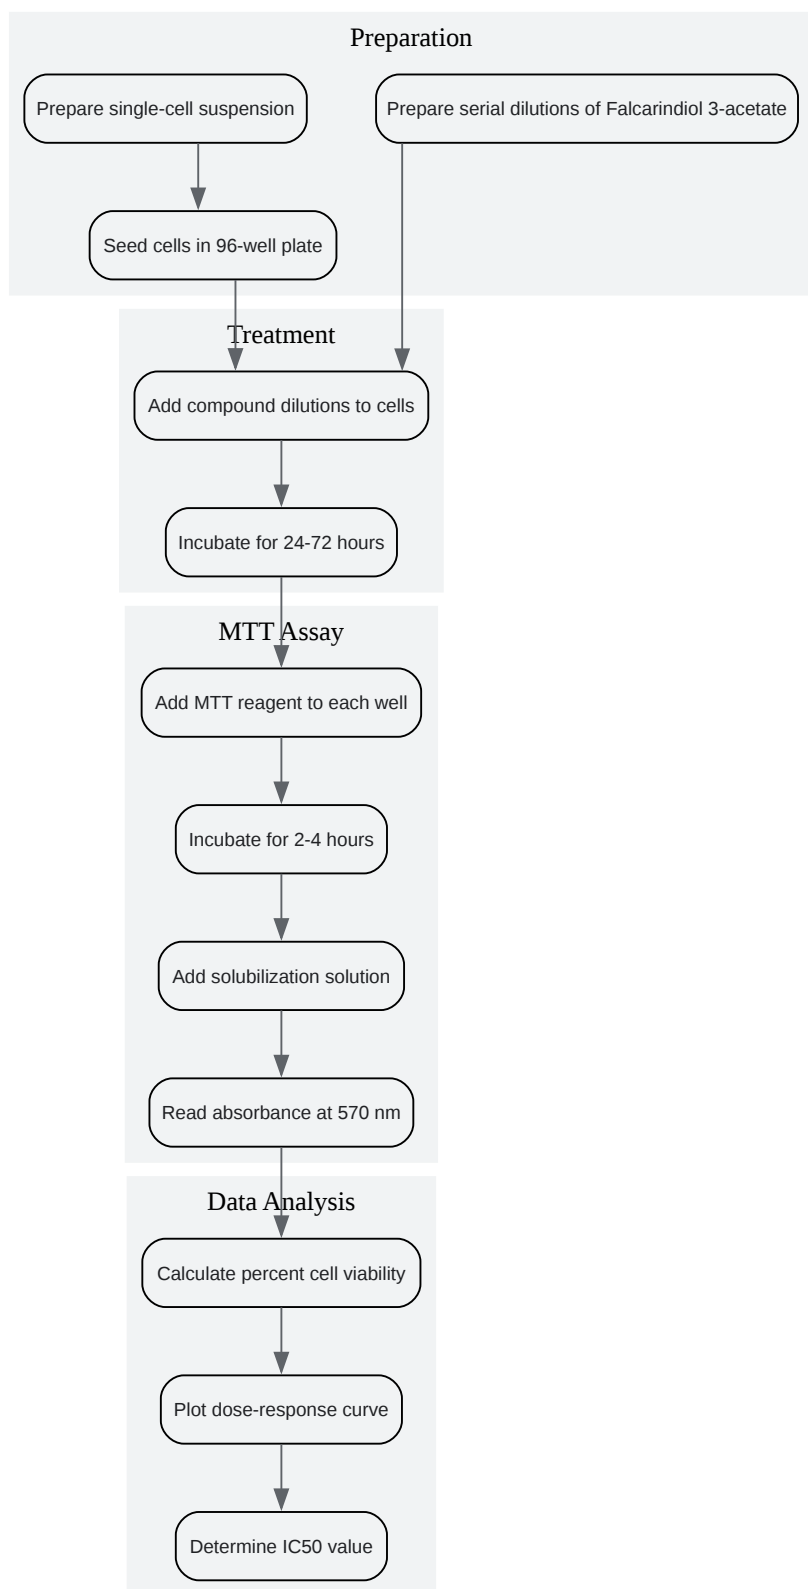 Preparation
Prepare single-cell suspension
Prepare serial dilutions of Falcarindiol 3-acetate
Seed cells in 96-well plate
Treatment
Add compound dilutions to cells
Incubate for 24-72 hours
MTT Assay
Add MTT reagent to each well
Incubate for 2-4 hours
Add solubilization solution
Read absorbance at 570 nm
Data Analysis
Calculate percent cell viability
Plot dose-response curve
Determine IC50 value